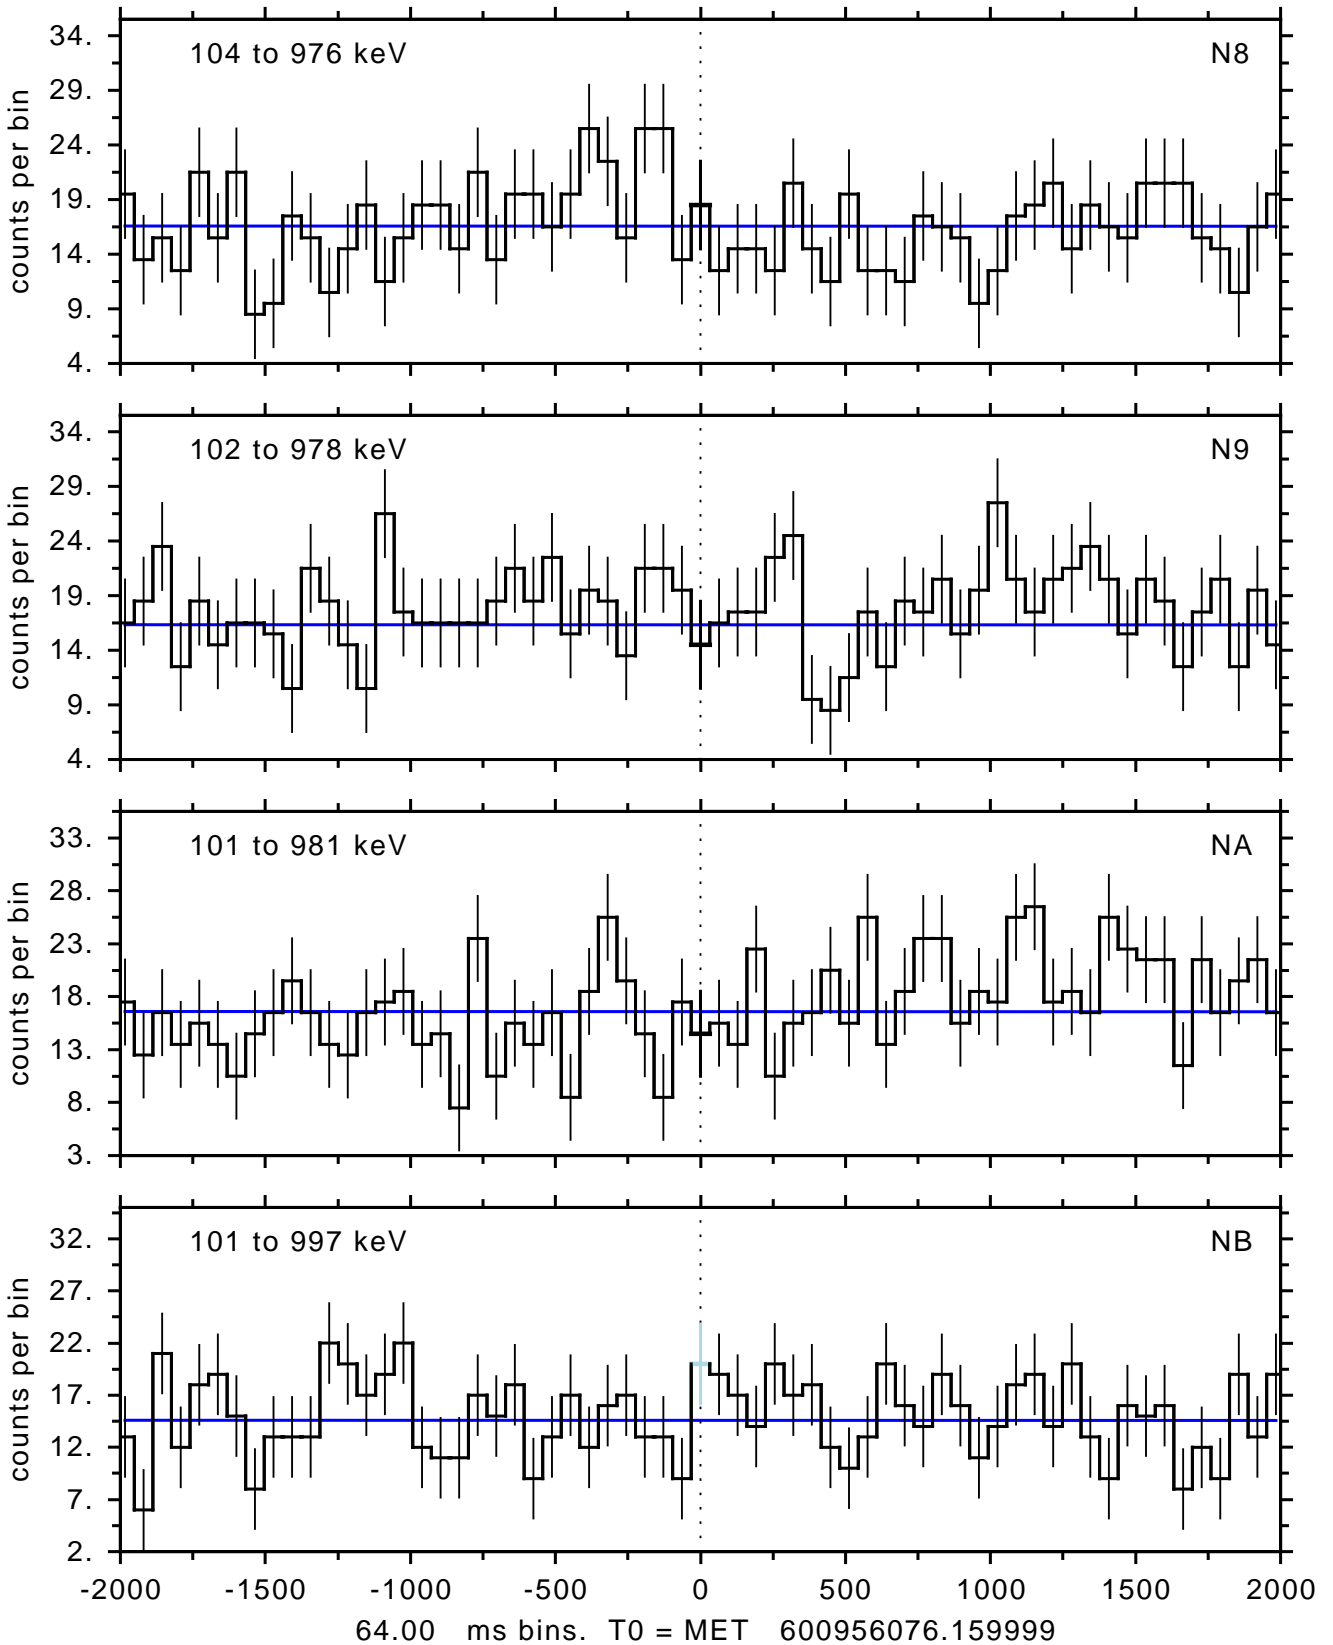 104 to 976 keV N8
34.
29.
24.
19.
14.
9.
4.
counts per bin
102 to 978 keV N9
34.
29.
24.
19.
14.
9.
4.
counts per bin
101 to 981 keV NA
33.
28.
23.
18.
13.
8.
3.
counts per bin
101 to 997 keV NB
32.
27.
22.
17.
12.
7.
2.
counts per bin
-2000 -1500 -1000 -500 0 500 1000 1500 2000
64.00 ms bins. T0 = MET 600956076.159999